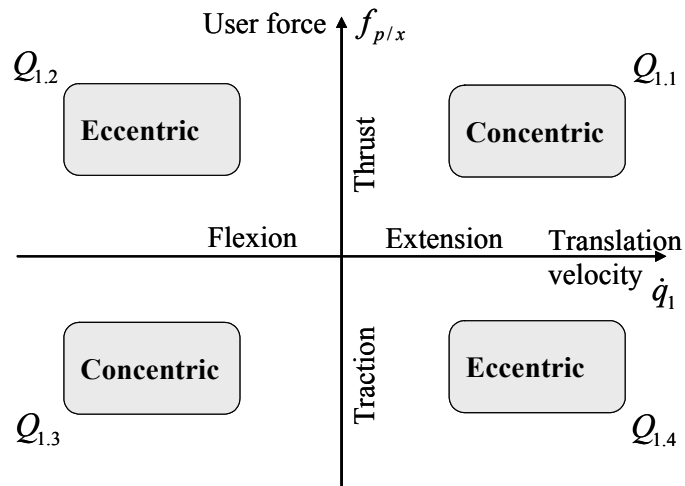 User force f_{p/x}
Q_{1.2}
Q_{1.1}
Eccentric
Concentric
Thrust
Flexion
Extension
Translation
velocity \dot{q}_1
Concentric
Eccentric
Traction
Q_{1.3}
Q_{1.4}